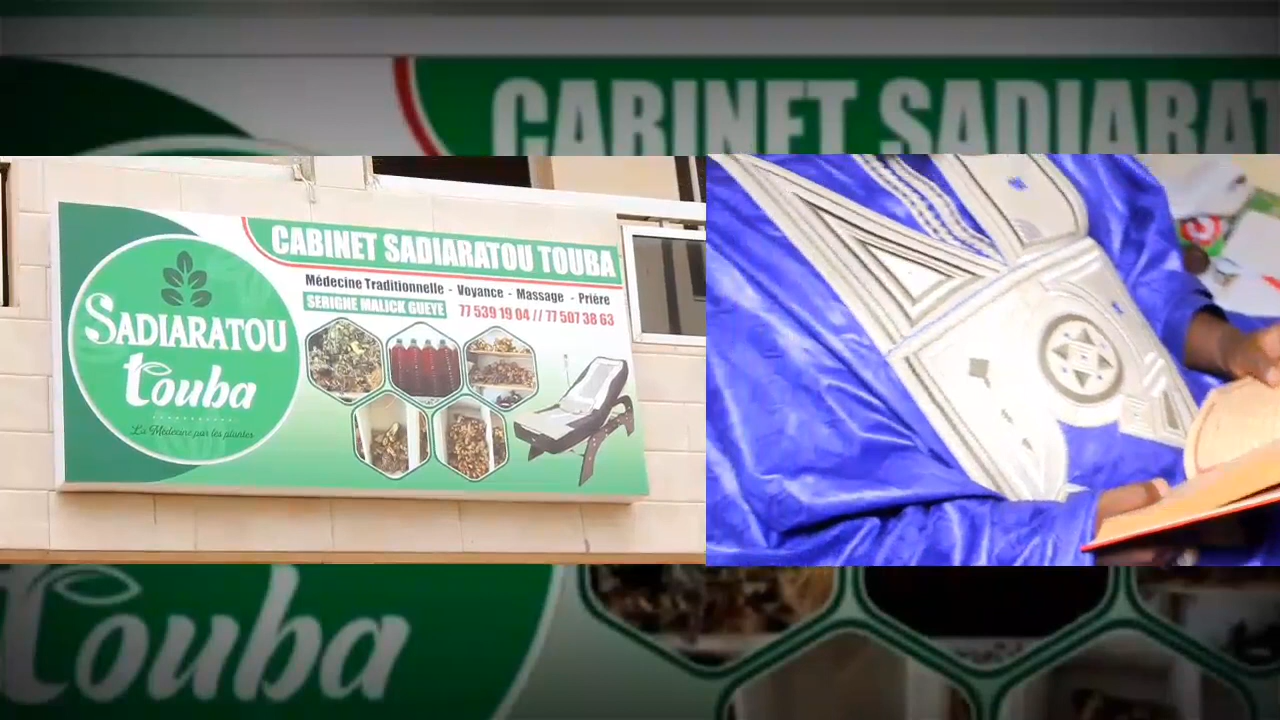 CABINET SADIARAT
CABINET SADIARATOU TOUBA
Médecine Traditionnelle - Voyance - Massage - Prière
SERIGNE MALICK GUEYE 77 539 19 04 // 77 507 38 63
SADIARATOU
touba
La Médecine par les plantes
touba